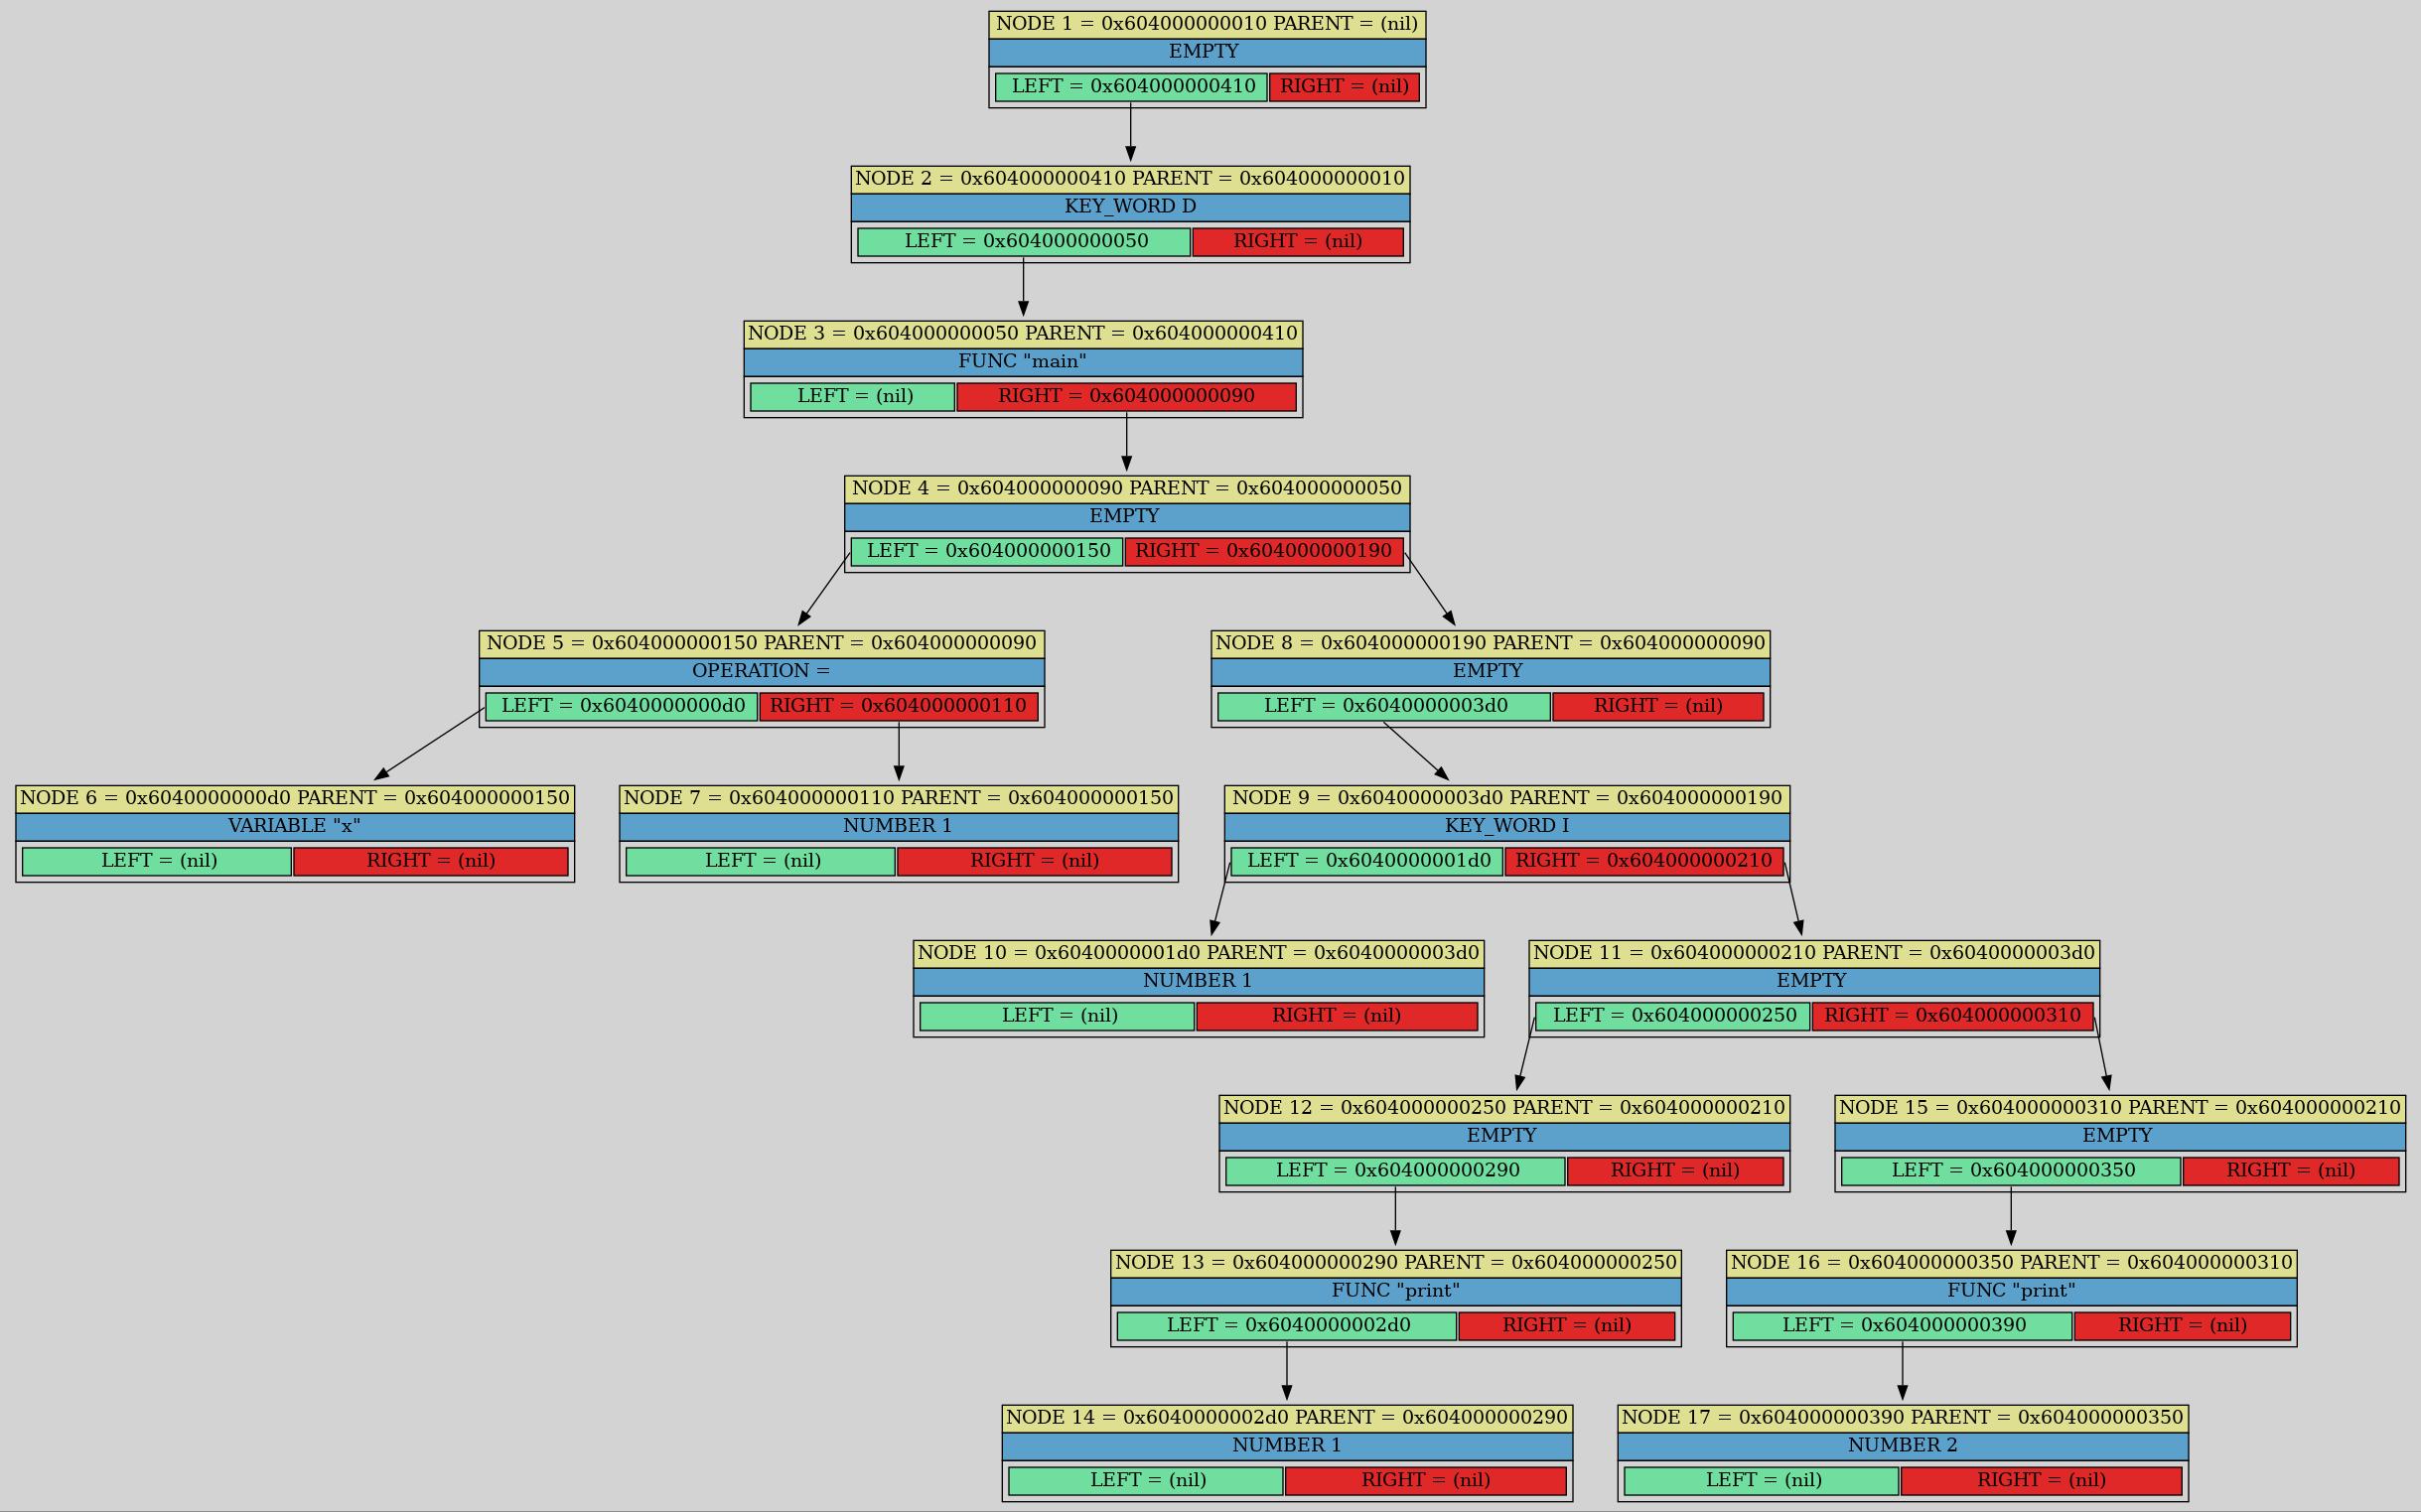 NODE 1 = 0x604000000010 PARENT = (nil)
EMPTY
LEFT = 0x604000000410 RIGHT = (nil)
NODE 2 = 0x604000000410 PARENT = 0x604000000010
KEY_WORD D
LEFT = 0x604000000050 RIGHT = (nil)
NODE 3 = 0x604000000050 PARENT = 0x604000000410
FUNC "main"
LEFT = (nil) RIGHT = 0x604000000090
NODE 4 = 0x604000000090 PARENT = 0x604000000050
EMPTY
LEFT = 0x604000000150 RIGHT = 0x604000000190
NODE 5 = 0x604000000150 PARENT = 0x604000000090
OPERATION =
LEFT = 0x6040000000d0 RIGHT = 0x604000000110
NODE 8 = 0x604000000190 PARENT = 0x604000000090
EMPTY
LEFT = 0x6040000003d0 RIGHT = (nil)
NODE 6 = 0x6040000000d0 PARENT = 0x604000000150
VARIABLE "x"
LEFT = (nil) RIGHT = (nil)
NODE 7 = 0x604000000110 PARENT = 0x604000000150
NUMBER 1
LEFT = (nil) RIGHT = (nil)
NODE 9 = 0x6040000003d0 PARENT = 0x604000000190
KEY_WORD I
LEFT = 0x6040000001d0 RIGHT = 0x604000000210
NODE 10 = 0x6040000001d0 PARENT = 0x6040000003d0
NUMBER 1
LEFT = (nil) RIGHT = (nil)
NODE 11 = 0x604000000210 PARENT = 0x6040000003d0
EMPTY
LEFT = 0x604000000250 RIGHT = 0x604000000310
NODE 12 = 0x604000000250 PARENT = 0x604000000210
EMPTY
LEFT = 0x604000000290 RIGHT = (nil)
NODE 15 = 0x604000000310 PARENT = 0x604000000210
EMPTY
LEFT = 0x604000000350 RIGHT = (nil)
NODE 13 = 0x604000000290 PARENT = 0x604000000250
FUNC "print"
LEFT = 0x6040000002d0 RIGHT = (nil)
NODE 16 = 0x604000000350 PARENT = 0x604000000310
FUNC "print"
LEFT = 0x604000000390 RIGHT = (nil)
NODE 14 = 0x6040000002d0 PARENT = 0x604000000290
NUMBER 1
LEFT = (nil) RIGHT = (nil)
NODE 17 = 0x604000000390 PARENT = 0x604000000350
NUMBER 2
LEFT = (nil) RIGHT = (nil)